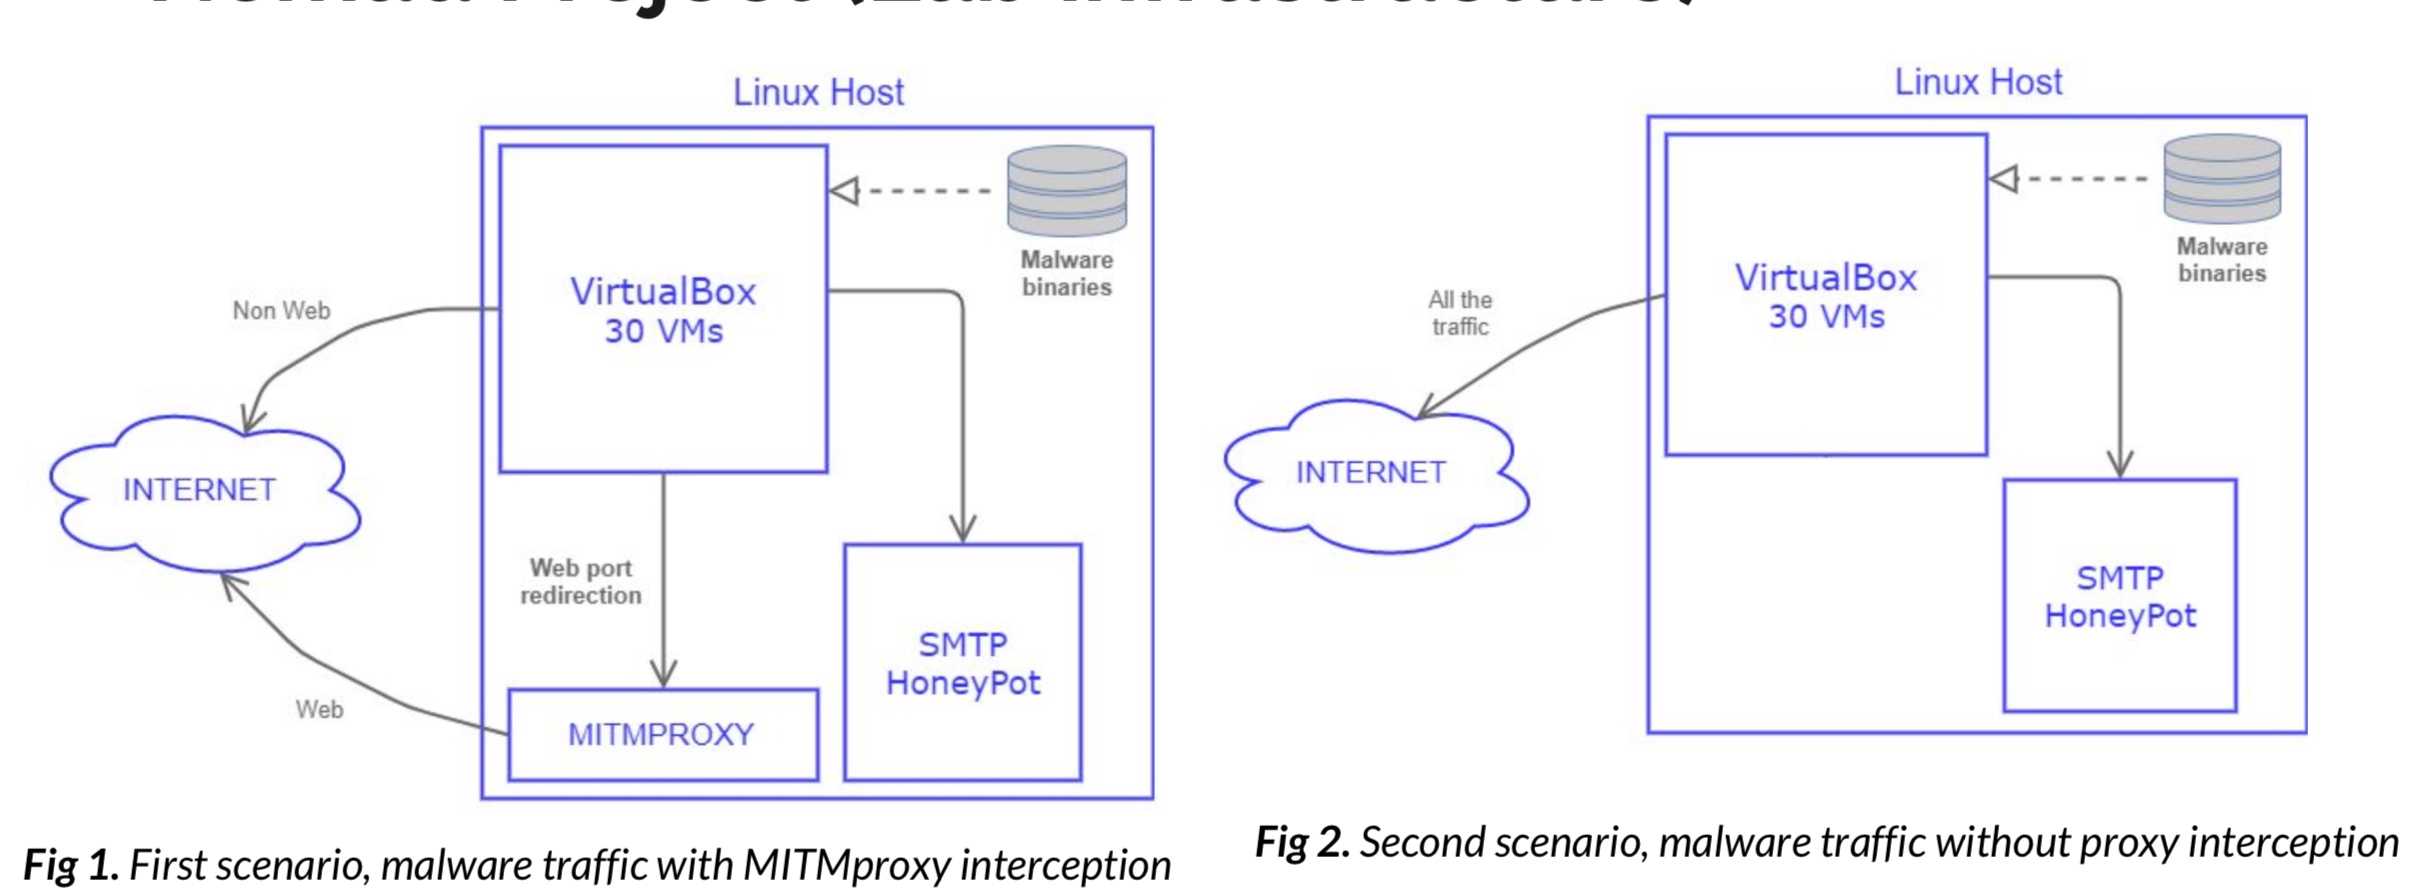 Linux Host
VirtualBox
30 VMs
Malware
binaries
Non Web
INTERNET
Web port
redirection
SMTP
HoneyPot
Web
MITMPROXY
Fig 1. First scenario, malware traffic with MITMproxy interception
Linux Host
VirtualBox
30 VMs
Malware
binaries
All the
traffic
INTERNET
SMTP
HoneyPot
Fig 2. Second scenario, malware traffic without proxy interception